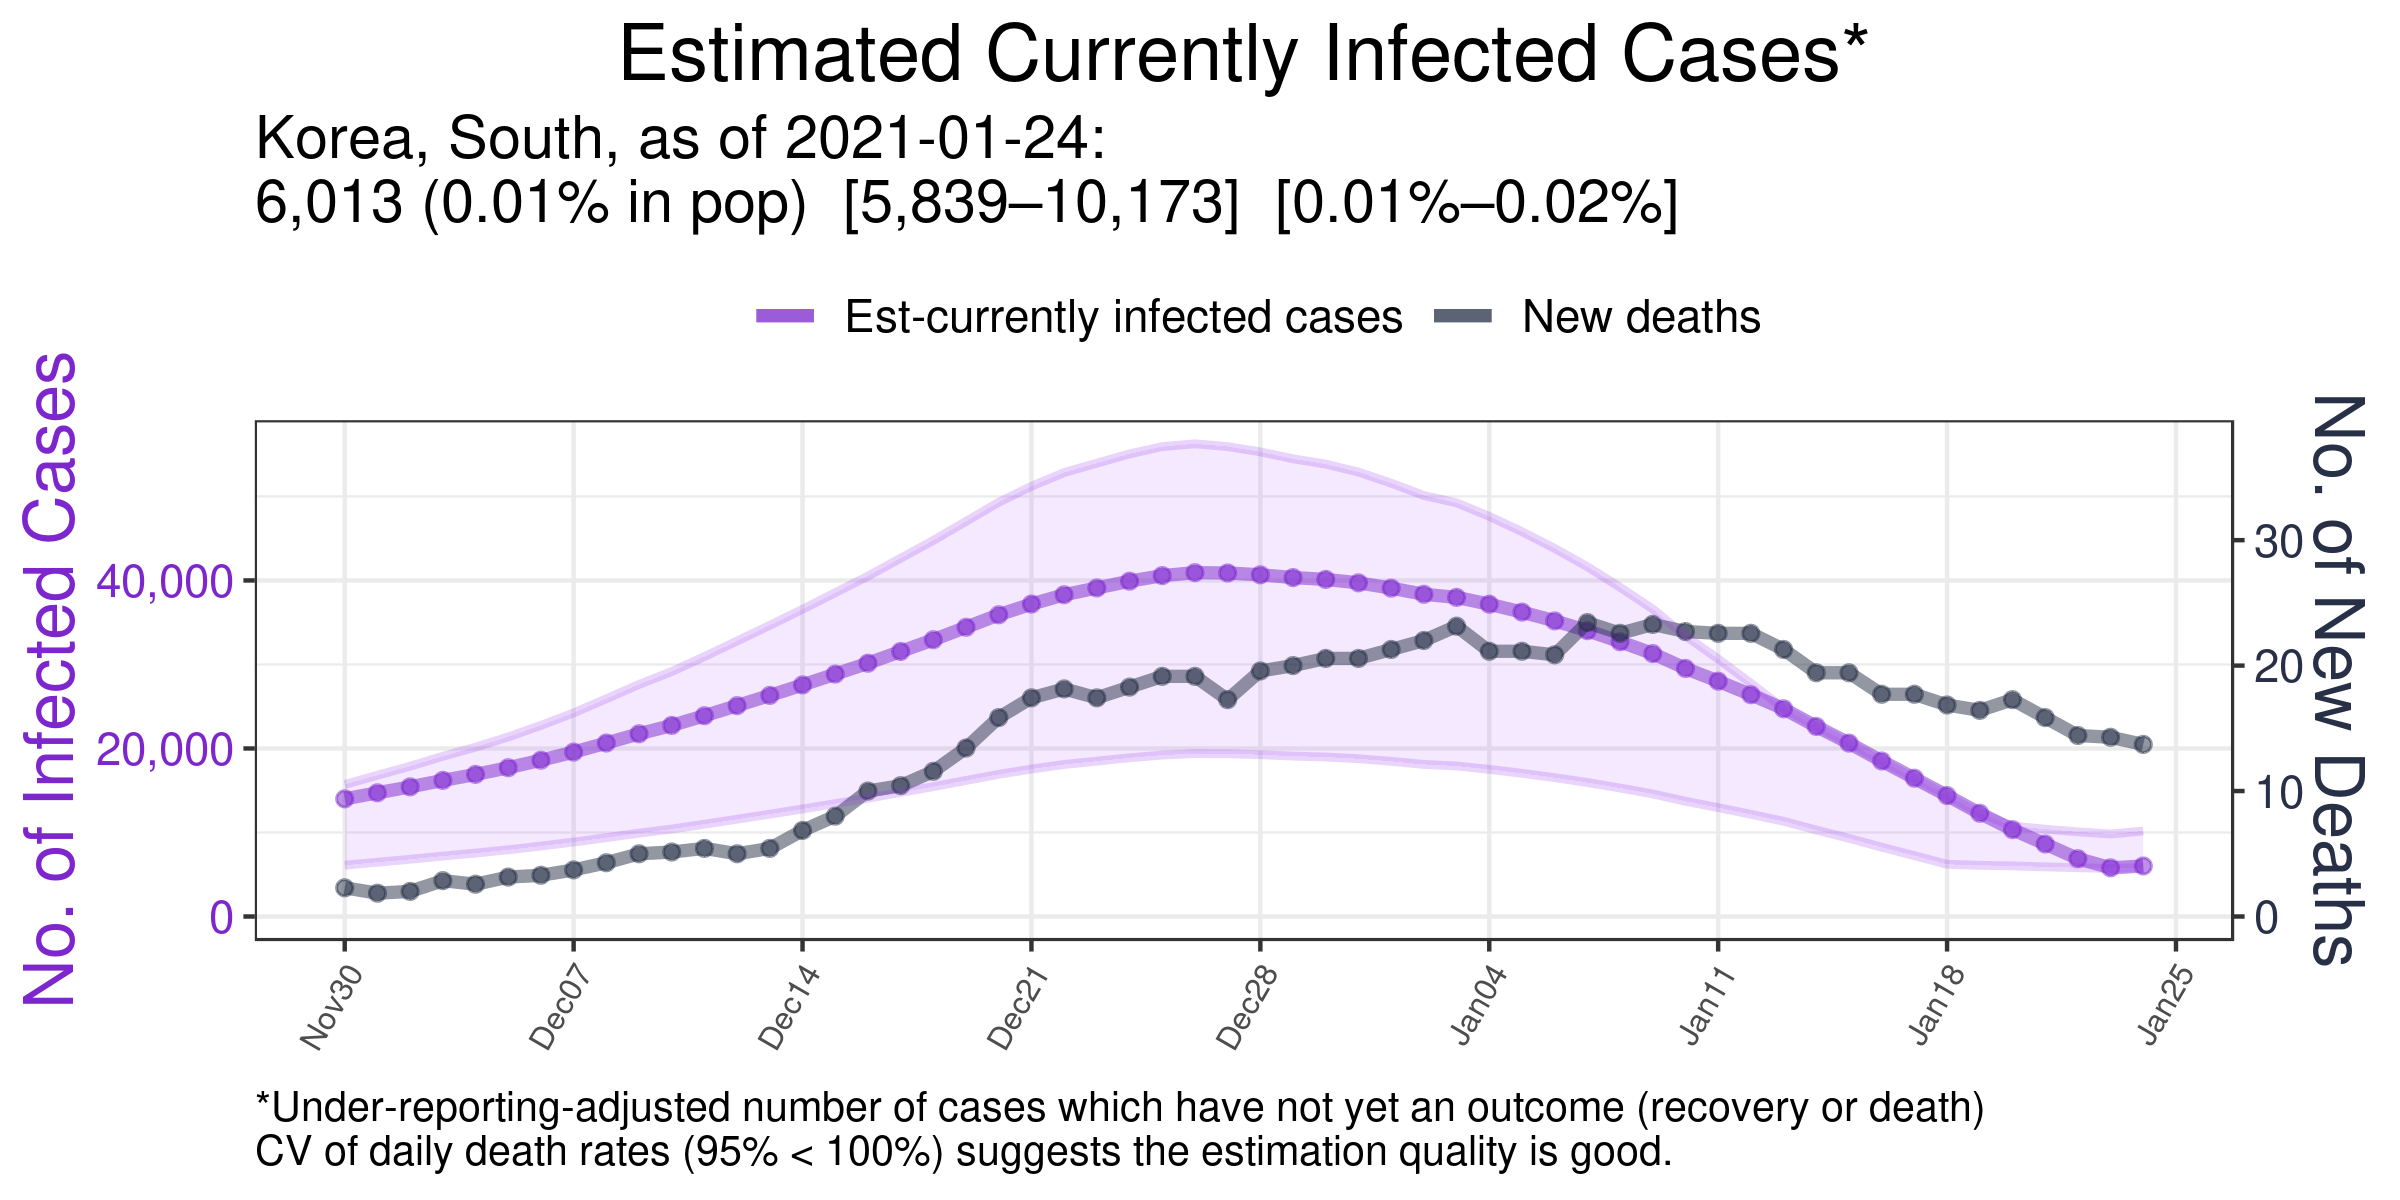 Estimated Currently Infected Cases*
Korea, South, as of 2021-01-24:
6,013 (0.01% in pop)  [5,839–10,173]  [0.01%–0.02%]
Est-currently infected cases
New deaths
No. of Infected Cases
40,000
20,000
0
No. of New Deaths
30
20
10
0
Nov30
Dec07
Dec14
Dec21
Dec28
Jan04
Jan11
Jan18
Jan25
*Under-reporting-adjusted number of cases which have not yet an outcome (recovery or death)
CV of daily death rates (95% < 100%) suggests the estimation quality is good.